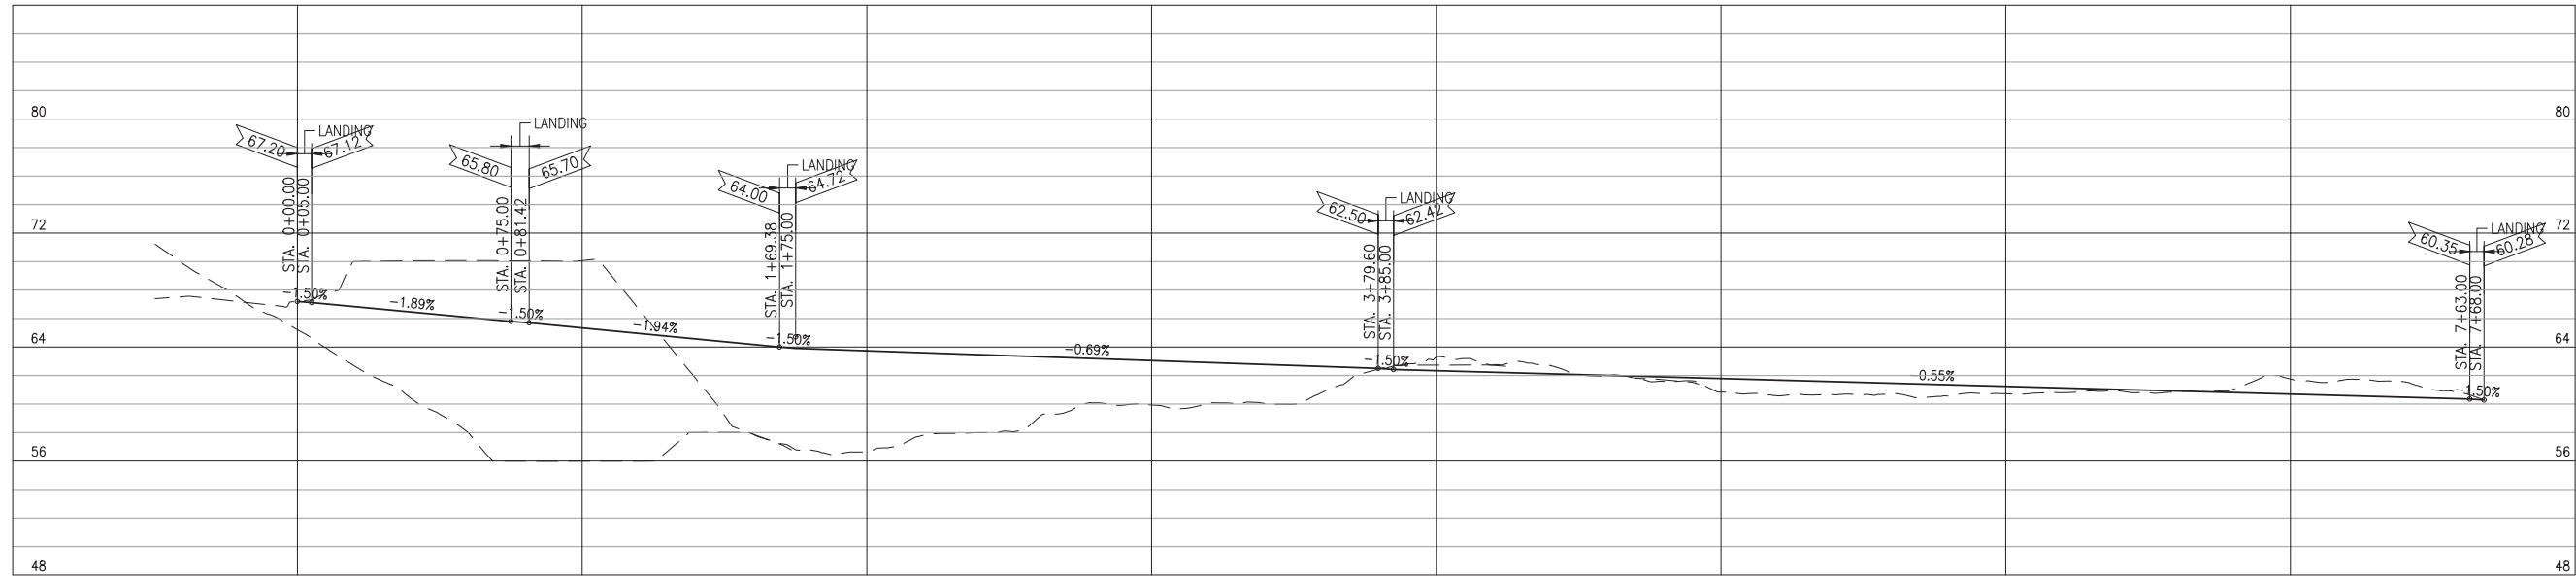 80
80
72
72
64
64
56
56
48
48
67.20
LANDING
67.12
STA. 0+00.00
STA. 0+05.00
-1.50%
-1.89%
65.80
LANDING
65.70
STA. 0+75.00
STA. 0+81.42
-1.50%
-1.94%
64.00
LANDING
64.72
STA. 1+69.38
STA. 1+75.00
-1.50%
-0.69%
62.50
LANDING
62.42
STA. 3+79.60
STA. 3+85.00
-1.50%
-0.55%
60.35
LANDING
60.28
STA. 7+63.00
STA. 7+68.00
-1.50%